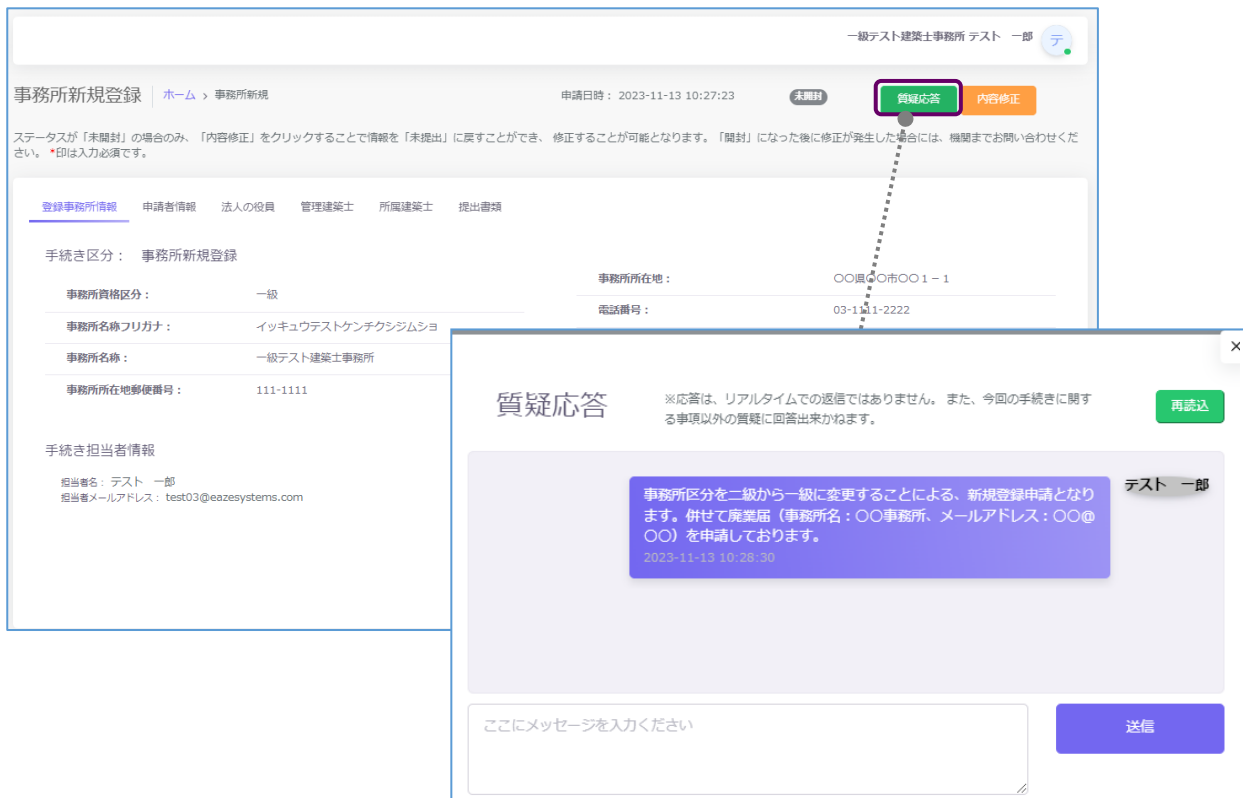 一級テスト建築士事務所 テスト　一郎
テ
事務所新規登録 ホーム › 事務所新規
申請日時： 2023-11-13 10:27:23
未開封
質疑応答
内容修正
ステータスが「未開封」の場合のみ、「内容修正」をクリックすることで情報を「未提出」に戻すことができ、 修正することが可能となります。「開封」になった後に修正が発生した場合には、機関までお問い合わせくだ
さい。 *印は入力必須です。
登録事務所情報 申請者情報 法人の役員 管理建築士 所属建築士 提出書類
手続き区分： 事務所新規登録
事務所資格区分： 一級
事務所名称フリガナ： イッキュウテストケンチクシジムショ
事務所名称： 一級テスト建築士事務所
事務所所在地郵便番号： 111-1111
事務所所在地： 〇〇県〇〇市〇〇１－１
電話番号： 03-1111-2222
手続き担当者情報
担当者名： テスト　一郎
担当者メールアドレス： test03@eazesystems.com
×
質疑応答
※応答は、リアルタイムでの返信ではありません。 また、今回の手続きに関す
る事項以外の質疑に回答出来かねます。
再読込
テスト　一郎
事務所区分を二級から一級に変更することによる、新規登録申請となり
ます。併せて廃業届（事務所名：〇〇事務所、メールアドレス：〇〇@
〇〇）を申請しております。
2023-11-13 10:28:30
ここにメッセージを入力ください
送信